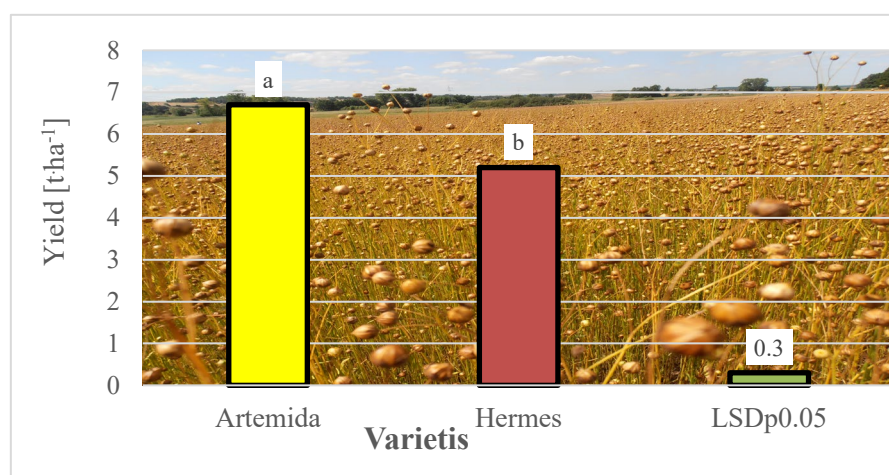 8
7
6
5
4
3
2
1
0
Yield [t·ha⁻¹]
a
b
0.3
Artemida Hermes LSDp0.05
Varietis